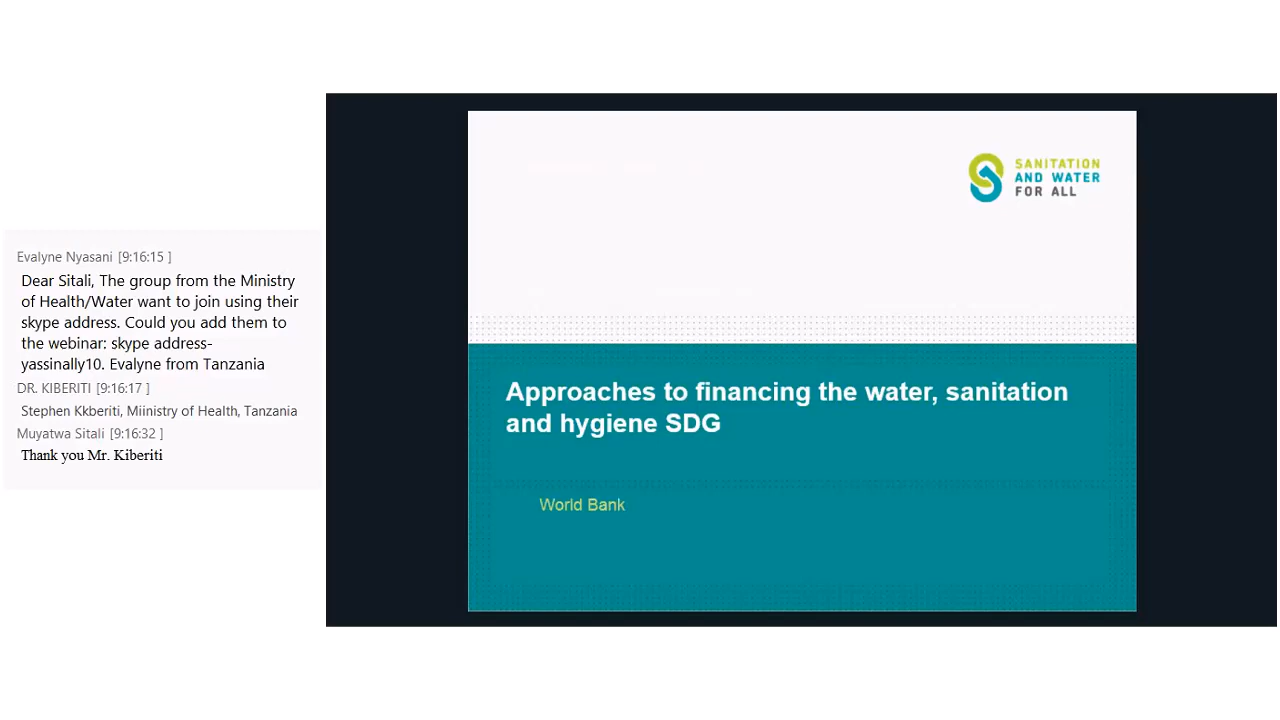 Evalyne Nyasani [9:16:15 ]
Dear Sitali, The group from the Ministry
of Health/Water want to join using their
skype address. Could you add them to
the webinar: skype address-
yassinally10. Evalyne from Tanzania
DR. KIBERITI [9:16:17 ]
Stephen Kkberiti, Miinistry of Health, Tanzania
Muyatwa Sitali [9:16:32 ]
Thank you Mr. Kiberiti
SANITATION
AND WATER
FOR ALL
Approaches to financing the water, sanitation
and hygiene SDG
World Bank